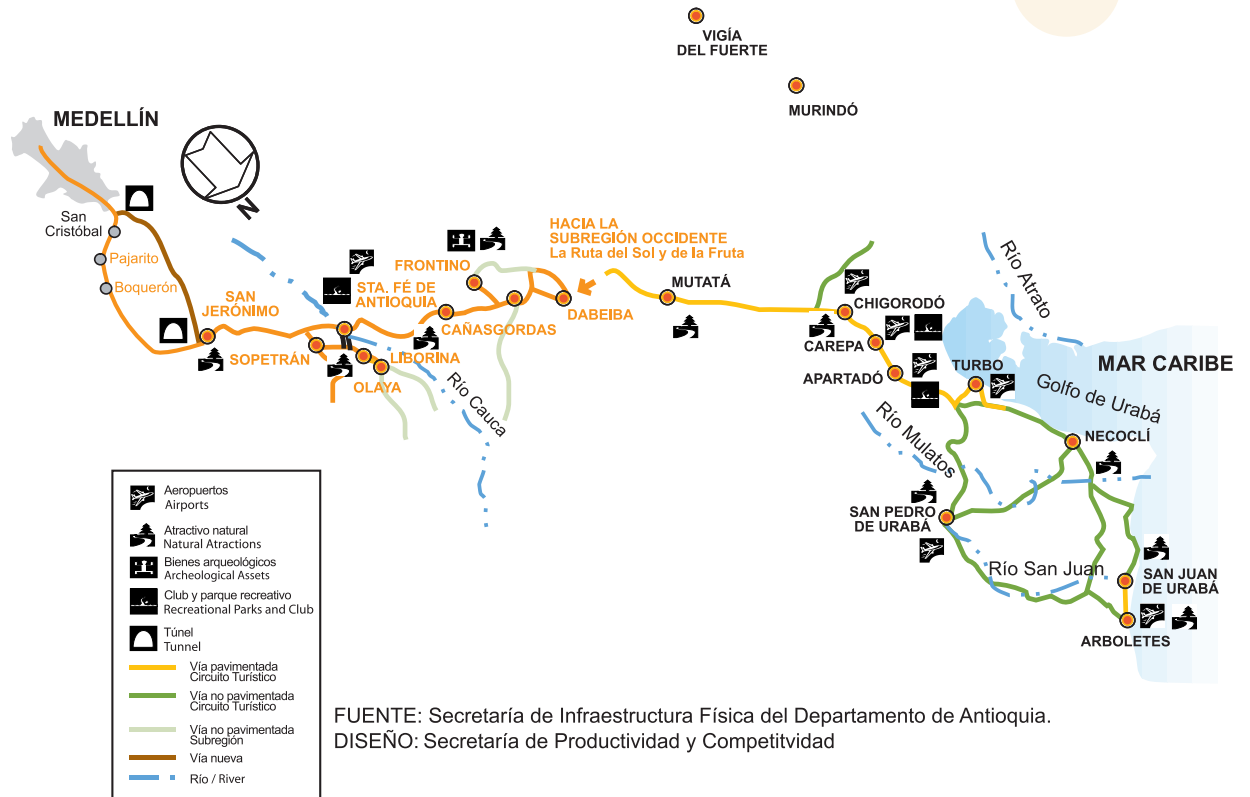 VIGÍA
DEL FUERTE
MURINDÓ
MEDELLÍN
N
San
Cristóbal
Pajarito
Boquerón
SAN
JERÓNIMO
SOPETRÁN
STA. FÉ DE
ANTIOQUIA
LIBORINA
OLAYA
Río Cauca
FRONTINO
CAÑASGORDAS
DABEIBA
HACIA LA
SUBREGIÓN OCCIDENTE
La Ruta del Sol y de la Fruta
MUTATÁ
CHIGORODÓ
CAREPA
APARTADÓ
TURBO
Río Atrato
MAR CARIBE
Golfo de Urabá
NECOCLÍ
Río Mulatos
SAN PEDRO
DE URABÁ
Río San Juan
SAN JUAN
DE URABÁ
ARBOLETES
Aeropuertos
Airports
Atractivo natural
Natural Atractions
Bienes arqueológicos
Archeological Assets
Club y parque recreativo
Recreational Parks and Club
Túnel
Tunnel
Vía pavimentada
Circuito Turístico
Vía no pavimentada
Circuito Turístico
Vía no pavimentada
Subregión
Vía nueva
Río / River
FUENTE: Secretaría de Infraestructura Física del Departamento de Antioquia.
DISEÑO: Secretaría de Productividad y Competitvidad